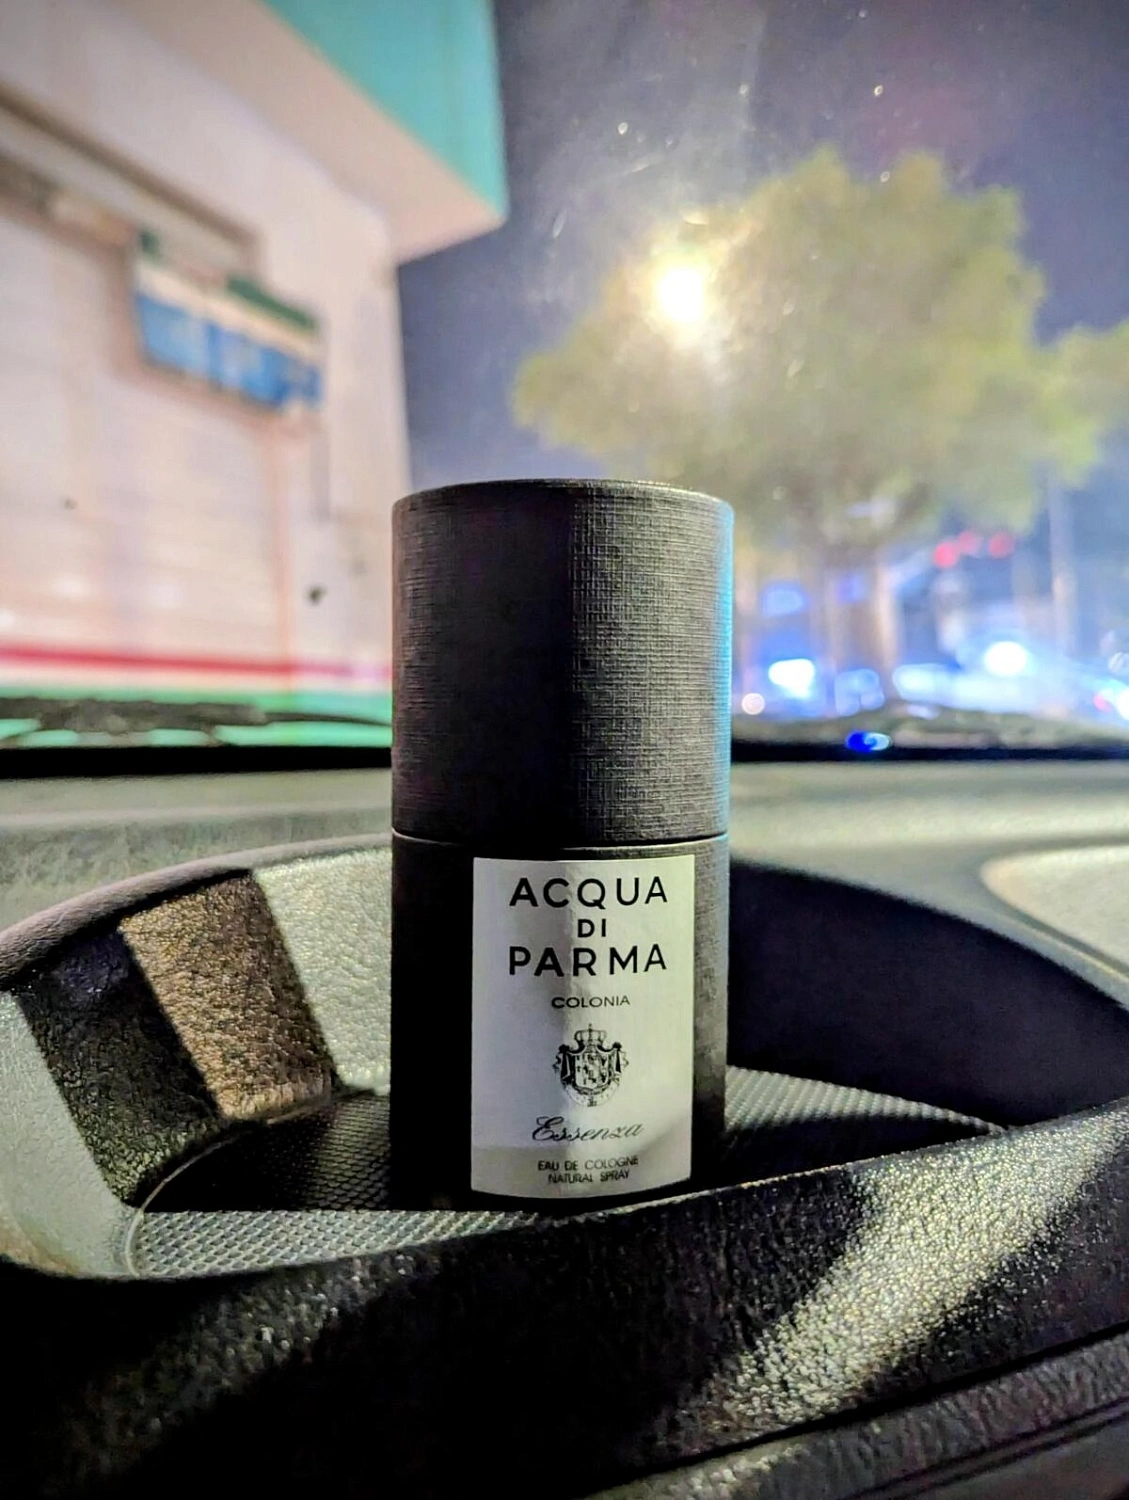 ACQUA
DI
PARMA
COLONIA
Essenza
EAU DE COLOGNE
NATURAL SPRAY